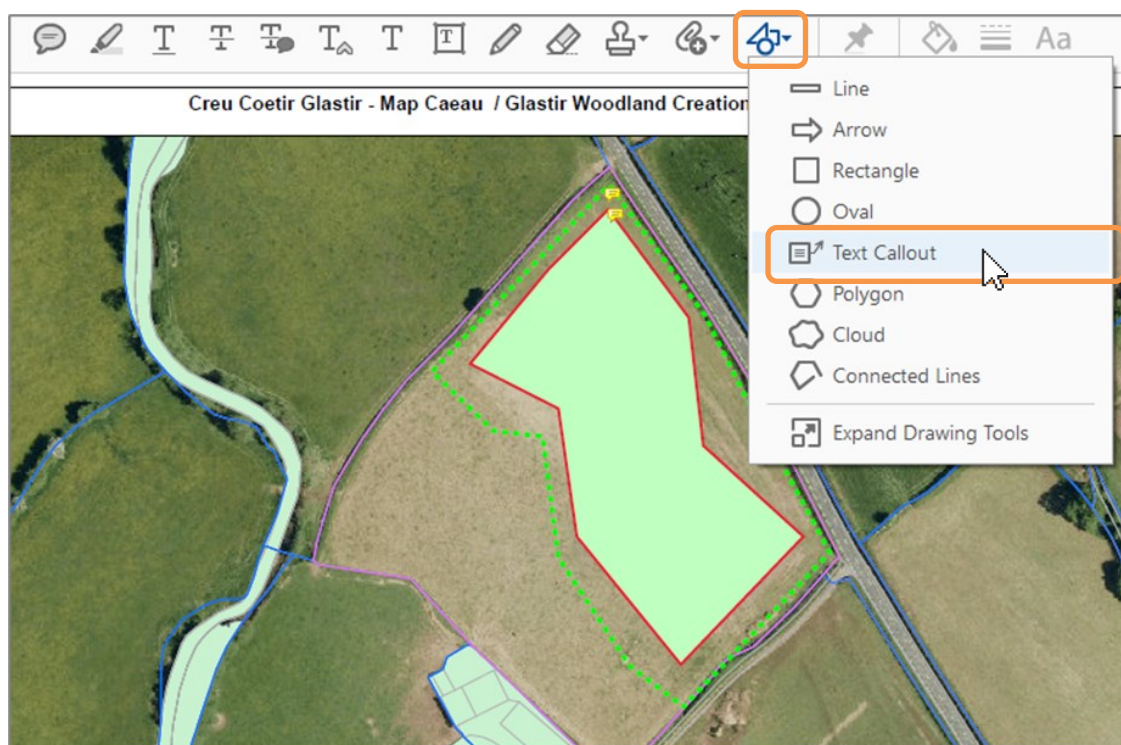 Aa
Creu Coetir Glastir - Map Caeau / Glastir Woodland Creation
Line
Arrow
Rectangle
Oval
Text Callout
Polygon
Cloud
Connected Lines
Expand Drawing Tools